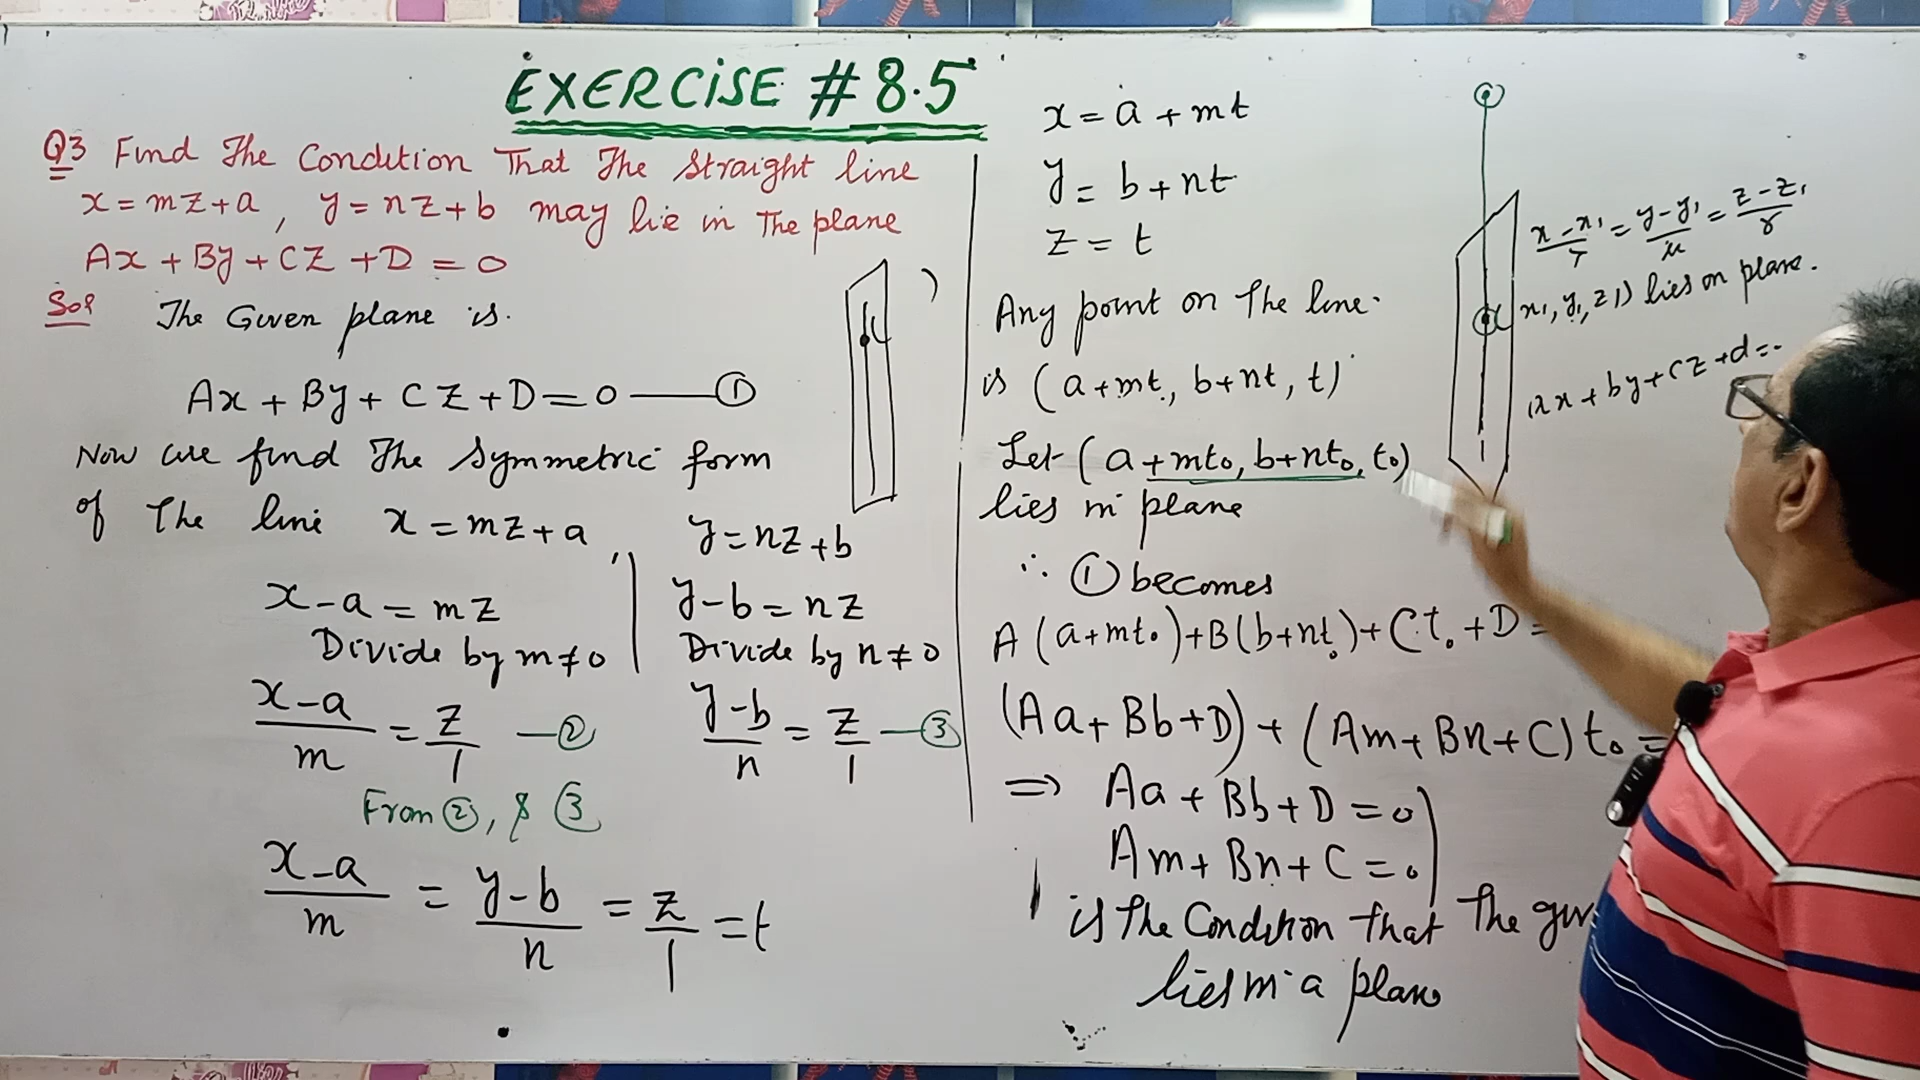 EXERCISE # 8.5
Q3 Find The Condition That The Straight line
x = mz + a , y = nz + b may lie in The plane
Ax + By + CZ + D = 0
Sol The Given plane is.
Ax + By + CZ + D = 0 —— ①
Now we find The Symmetric form
of The line x = mz + a , y = nz + b
x - a = mz
Divide by m ≠ 0
(x - a)/m = z/1 — ②
y - b = nz
Divide by n ≠ 0
(y - b)/n = z/1 — ③
From ②, & ③
(x - a)/m = (y - b)/n = z/1 = t
x = a + mt
y = b + nt
z = t
Any point on The line.
is (a + mt, b + nt, t)
Let (a + mt₀, b + nt₀, t₀)
lies in plane
∴ ① becomes
A (a + mt₀) + B (b + nt₀) + Ct₀ + D =
(Aa + Bb + D) + (Am + Bn + C) t₀ =
⇒ Aa + Bb + D = 0
Am + Bn + C = 0
is The Condition That The
lies in a plane
= (y - y₁)/μ = (z - z₁)/γ
x₁, y₁, z₁) lies on plane.
x + by + cz + d =